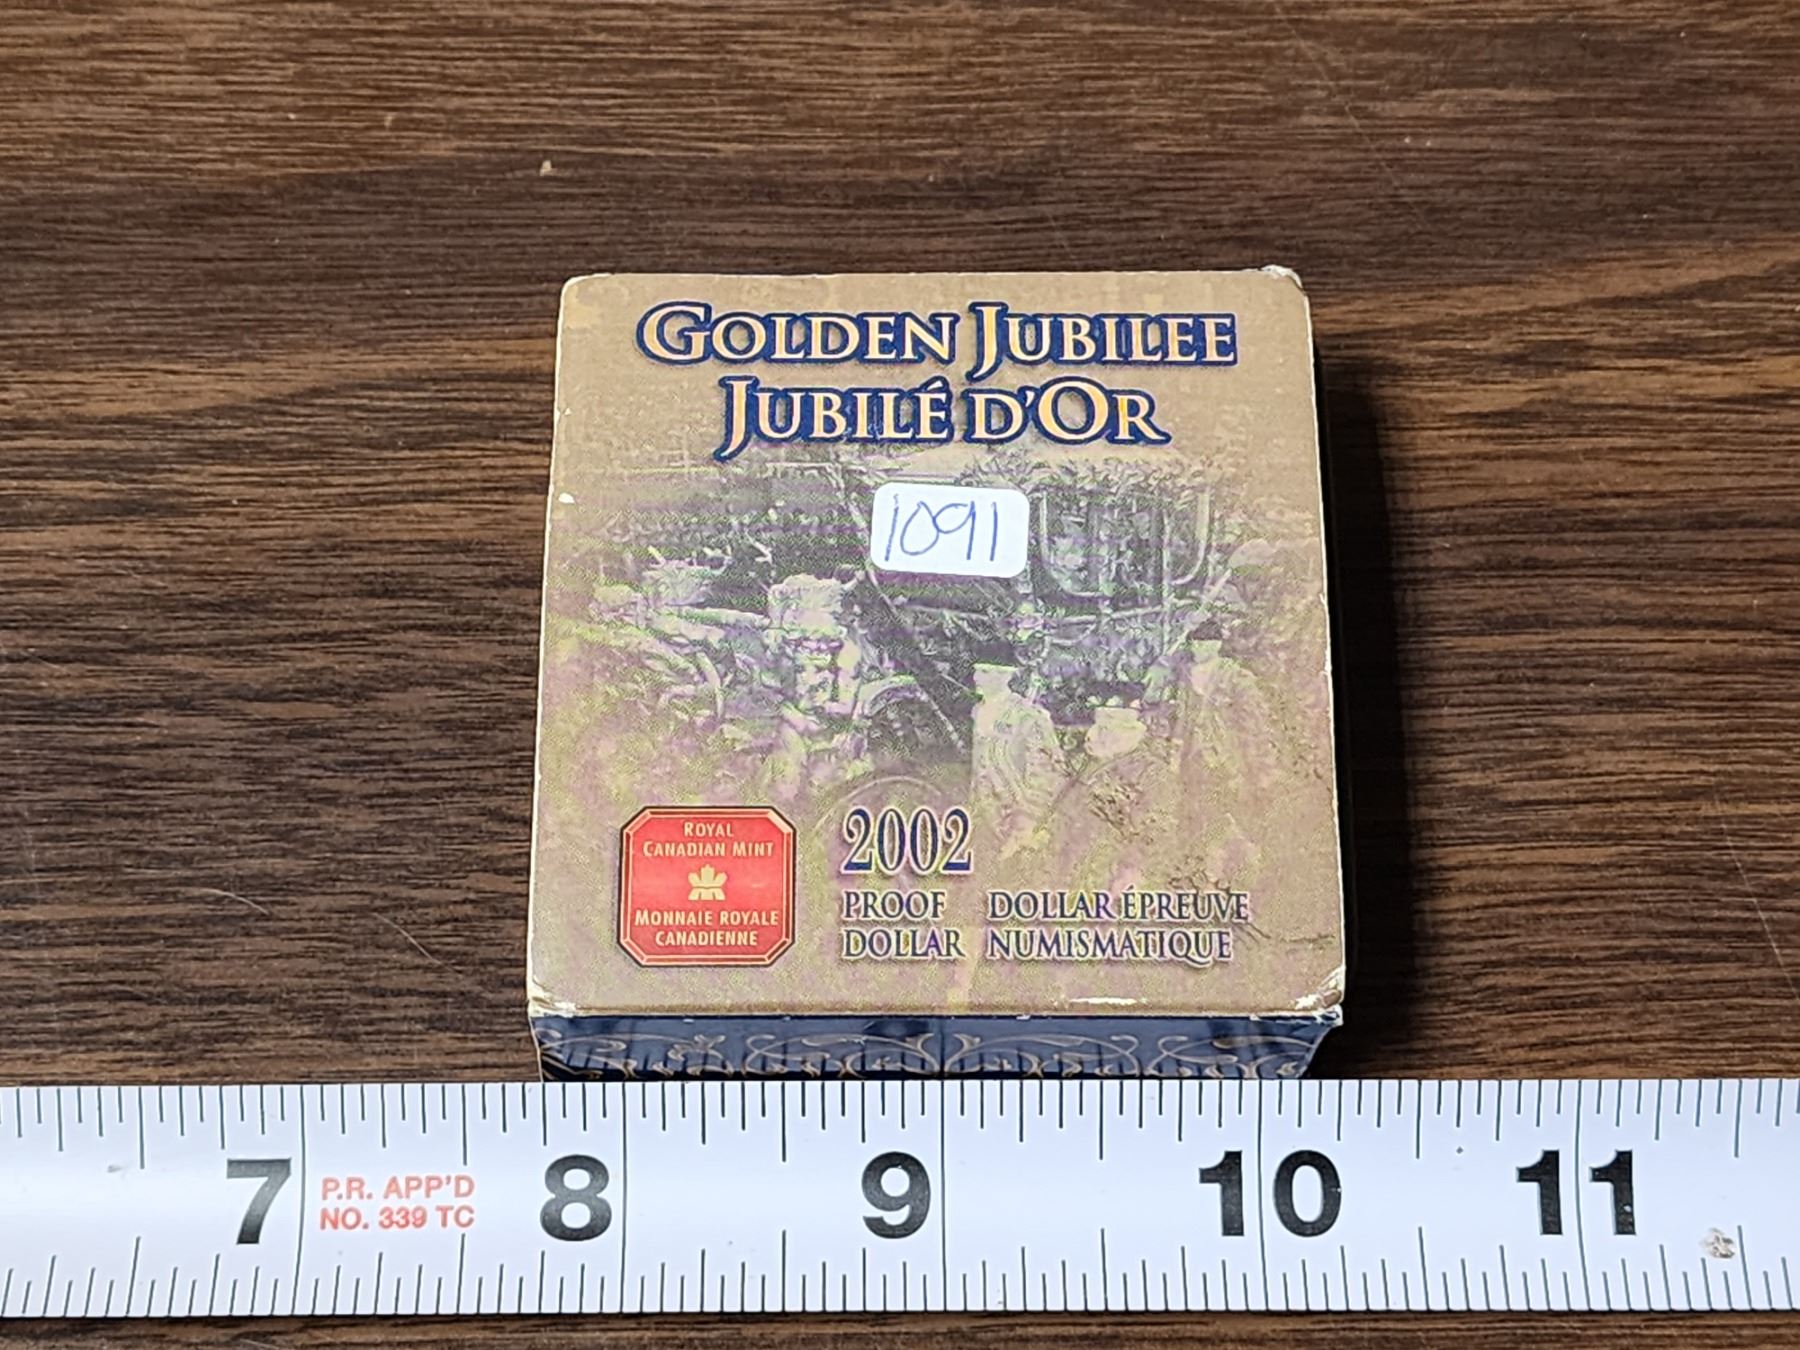 GOLDEN JUBILEE
JUBILÉ D'OR
1091
ROYAL
CANADIAN MINT
MONNAIE ROYALE
CANADIENNE
2002
PROOF DOLLAR ÉPREUVE
DOLLAR NUMISMATIQUE
7 P.R. APP'D 8 9 10 11
NO. 339 TC